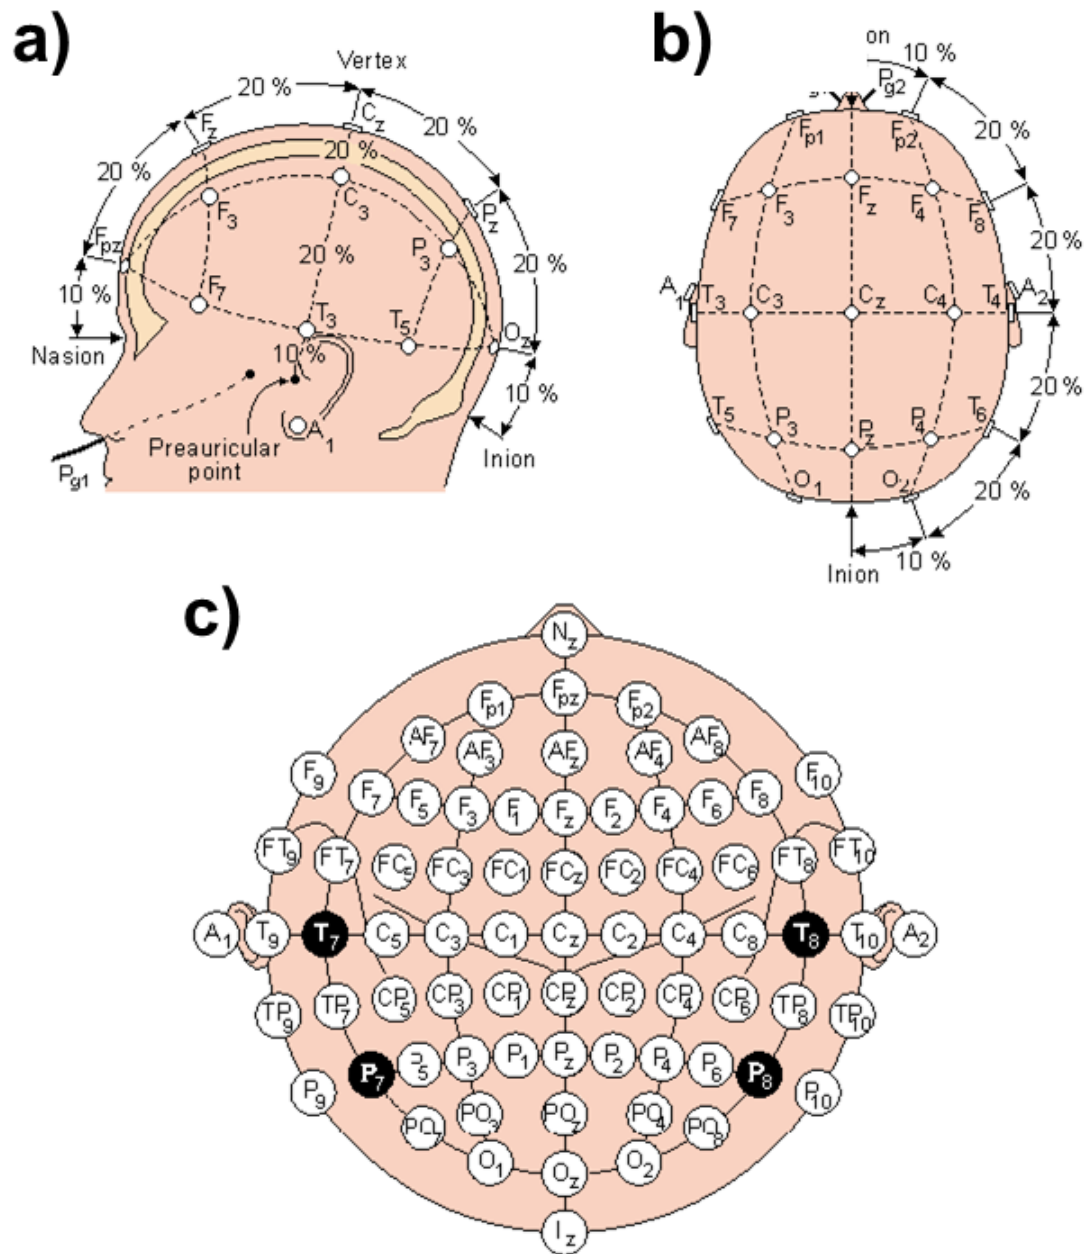 a)
Vertex
20 %
20 %
Fz
Cz
20 %
20 %
F3
C3
Pz
Fpz
20 %
P3
20 %
10 %
F7
T3
T5
Oz
Nasion
10 %
10 %
A1
Preauricular
point
Inion
Pg1
b)
on
10 %
Pg2
Fp1
Fp2
20 %
F7
F3
Fz
F4
F8
20 %
A1
T3
C3
Cz
C4
T4
A2
20 %
T5
P3
Pz
P4
T6
O1
O2
20 %
10 %
Inion
c)
Nz
Fp1 Fpz Fp2
AF7 AF3 AFz AF4 AF8
F9 F7 F5 F3 F1 Fz F2 F4 F6 F8 F10
FT9 FT7 FC5 FC3 FC1 FCz FC2 FC4 FC6 FT8 FT10
A1 T9 T7 C5 C3 C1 Cz C2 C4 C8 T8 T10 A2
TP9 TP7 CP5 CP3 CP1 CPz CP2 CP4 CP6 TP8 TP10
P9 P7 P5 P3 P1 Pz P2 P4 P6 P8 P10
PO7 PO3 POz PO4 PO8
O1 Oz O2
Iz